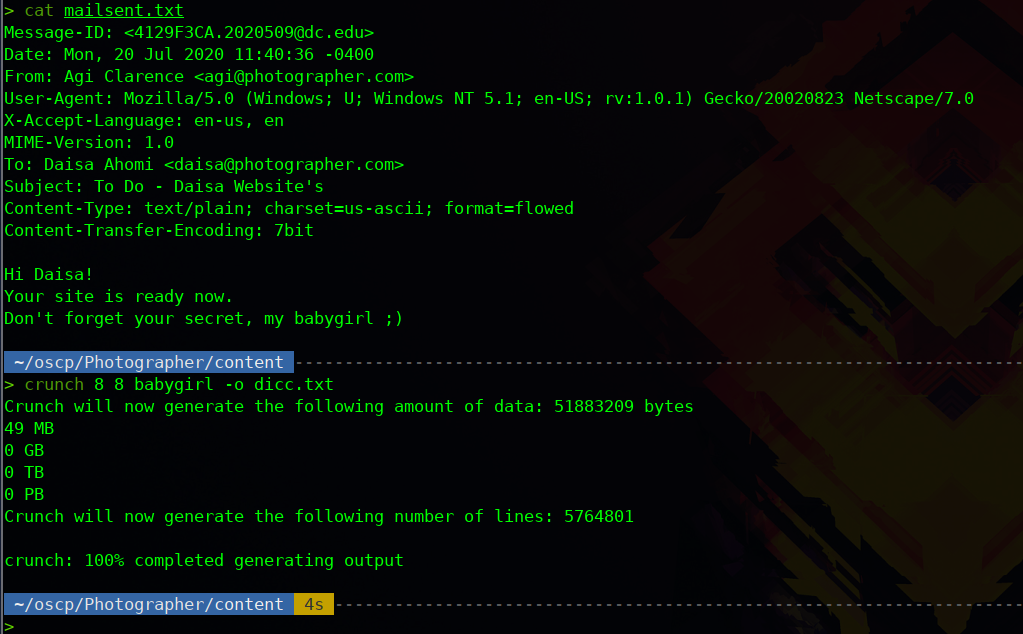 > cat mailsent.txt
Message-ID: <4129F3CA.2020509@dc.edu>
Date: Mon, 20 Jul 2020 11:40:36 -0400
From: Agi Clarence <agi@photographer.com>
User-Agent: Mozilla/5.0 (Windows; U; Windows NT 5.1; en-US; rv:1.0.1) Gecko/20020823 Netscape/7.0
X-Accept-Language: en-us, en
MIME-Version: 1.0
To: Daisa Ahomi <daisa@photographer.com>
Subject: To Do - Daisa Website's
Content-Type: text/plain; charset=us-ascii; format=flowed
Content-Transfer-Encoding: 7bit
Hi Daisa!
Your site is ready now.
Don't forget your secret, my babygirl ;)
~/oscp/Photographer/content
> crunch 8 8 babygirl -o dicc.txt
Crunch will now generate the following amount of data: 51883209 bytes
49 MB
0 GB
0 TB
0 PB
Crunch will now generate the following number of lines: 5764801
crunch: 100% completed generating output
~/oscp/Photographer/content 4s
>